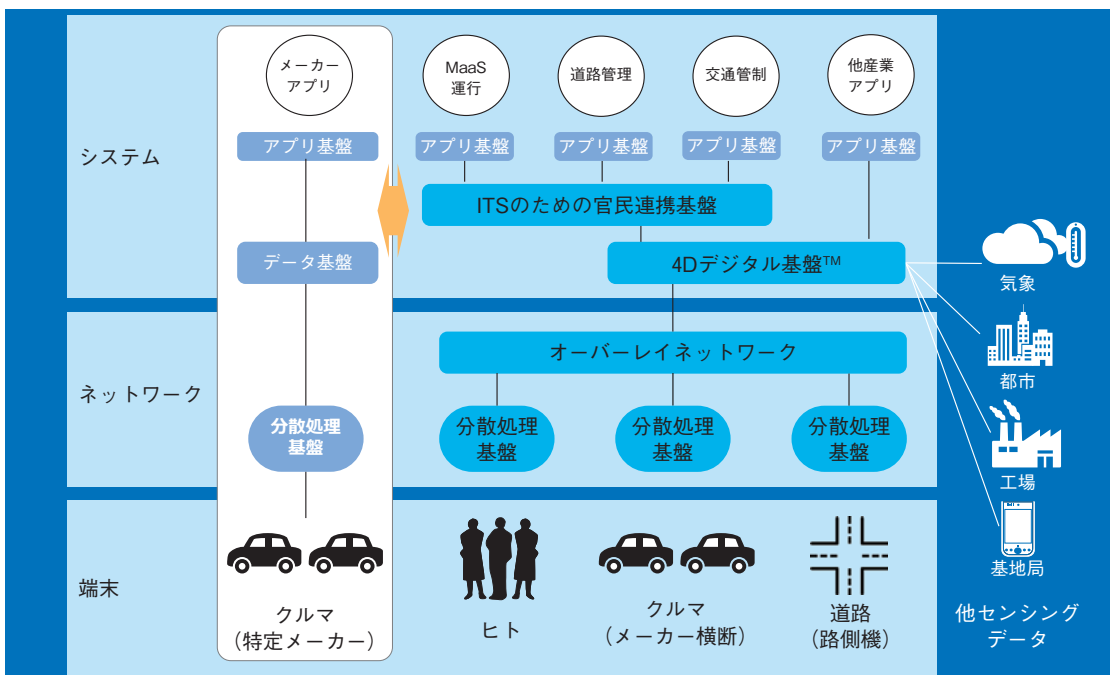 システム
メーカー
アプリ
MaaS
運行
道路管理
交通管制
他産業
アプリ
アプリ基盤
アプリ基盤
アプリ基盤
アプリ基盤
アプリ基盤
ITSのための官民連携基盤
データ基盤
4Dデジタル基盤™
ネットワーク
オーバーレイネットワーク
分散処理
基盤
分散処理
基盤
分散処理
基盤
分散処理
基盤
端末
クルマ
（特定メーカー）
ヒト
クルマ
（メーカー横断）
道路
（路側機）
気象
都市
工場
基地局
他センシング
データ